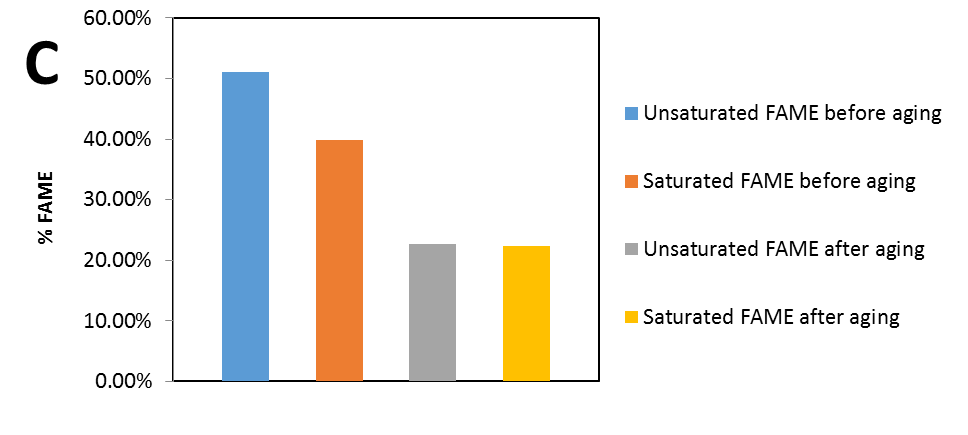 C
60.00%
50.00%
40.00%
30.00%
20.00%
10.00%
0.00%
% FAME
Unsaturated FAME before aging
Saturated FAME before aging
Unsaturated FAME after aging
Saturated FAME after aging